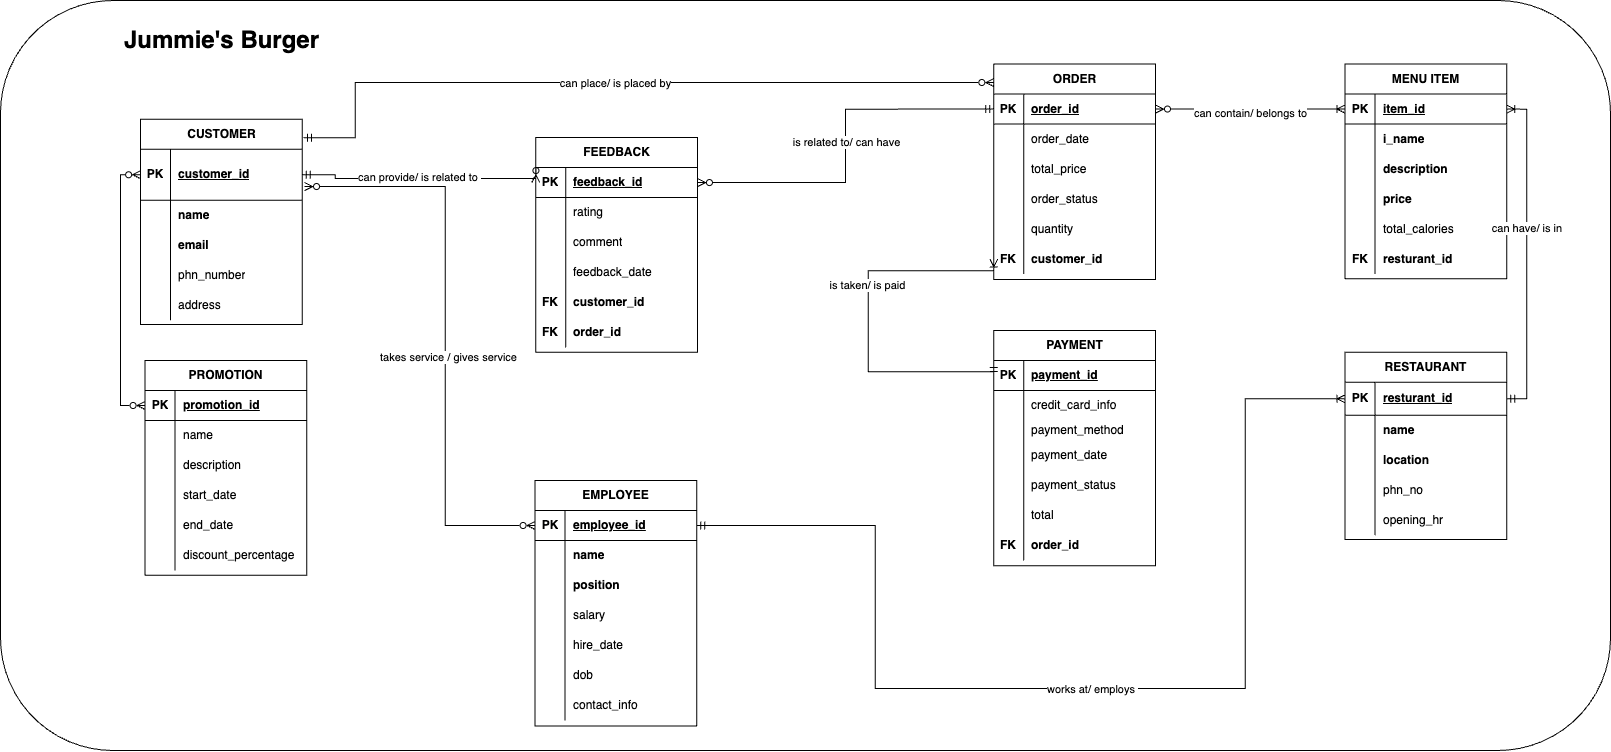 Jummie's Burger
can place/ is placed by
CUSTOMER
PK customer_id
name
email
phn_number
address
PROMOTION
PK promotion_id
name
description
start_date
end_date
discount_percentage
can provide/ is related to
takes service / gives service
FEEDBACK
PK feedback_id
rating
comment
feedback_date
FK customer_id
FK order_id
is related to/ can have
EMPLOYEE
PK employee_id
name
position
salary
hire_date
dob
contact_info
works at/ employs
ORDER
PK order_id
order_date
total_price
order_status
quantity
FK customer_id
is taken/ is paid
PAYMENT
PK payment_id
credit_card_info
payment_method
payment_date
payment_status
total
FK order_id
can contain/ belongs to
MENU ITEM
PK item_id
i_name
description
price
total_calories
FK resturant_id
can have/ is in
RESTAURANT
PK resturant_id
name
location
phn_no
opening_hr